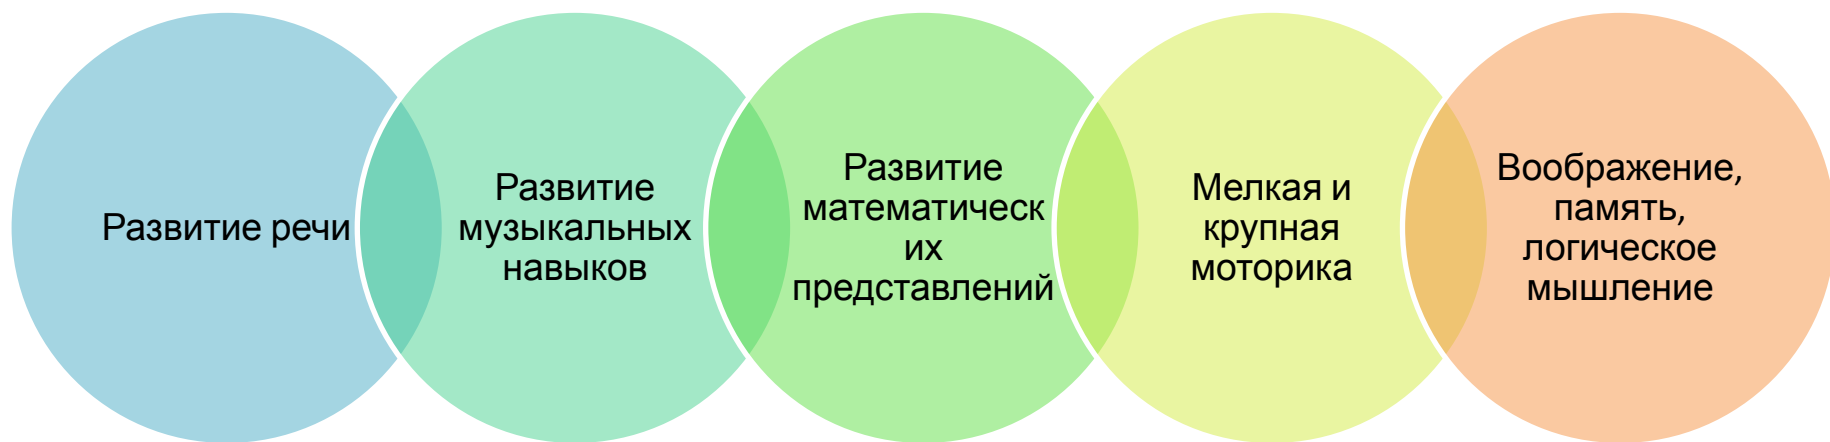 Развитие речи
Развитие
музыкальных
навыков
Развитие
математическ
их
представлений
Мелкая и
крупная
моторика
Воображение,
память,
логическое
мышление